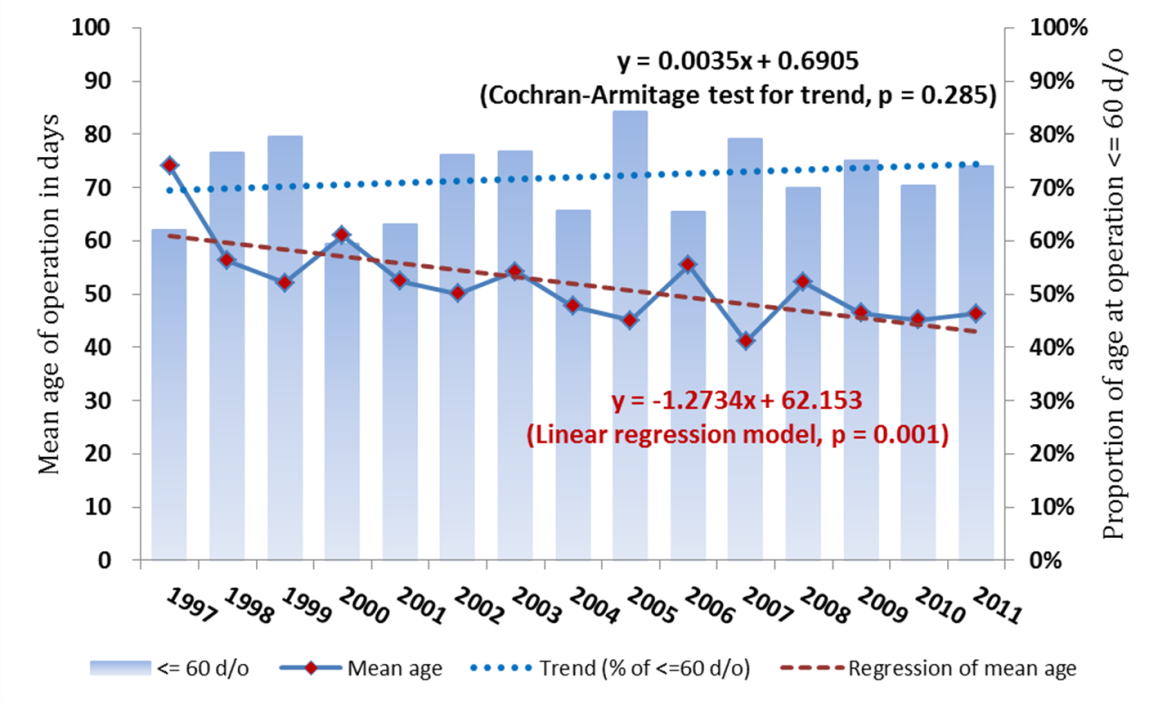 100
90
80
70
60
50
40
30
20
10
0
Mean age of operation in days
y = 0.0035x + 0.6905
(Cochran-Armitage test for trend, p = 0.285)
y = -1.2734x + 62.153
(Linear regression model, p = 0.001)
100%
90%
80%
70%
60%
50%
40%
30%
20%
10%
0%
Proportion of age at operation <= 60 d/o
1997 1998 1999 2000 2001 2002 2003 2004 2005 2006 2007 2008 2009 2010 2011
<= 60 d/o Mean age Trend (% of <=60 d/o) Regression of mean age